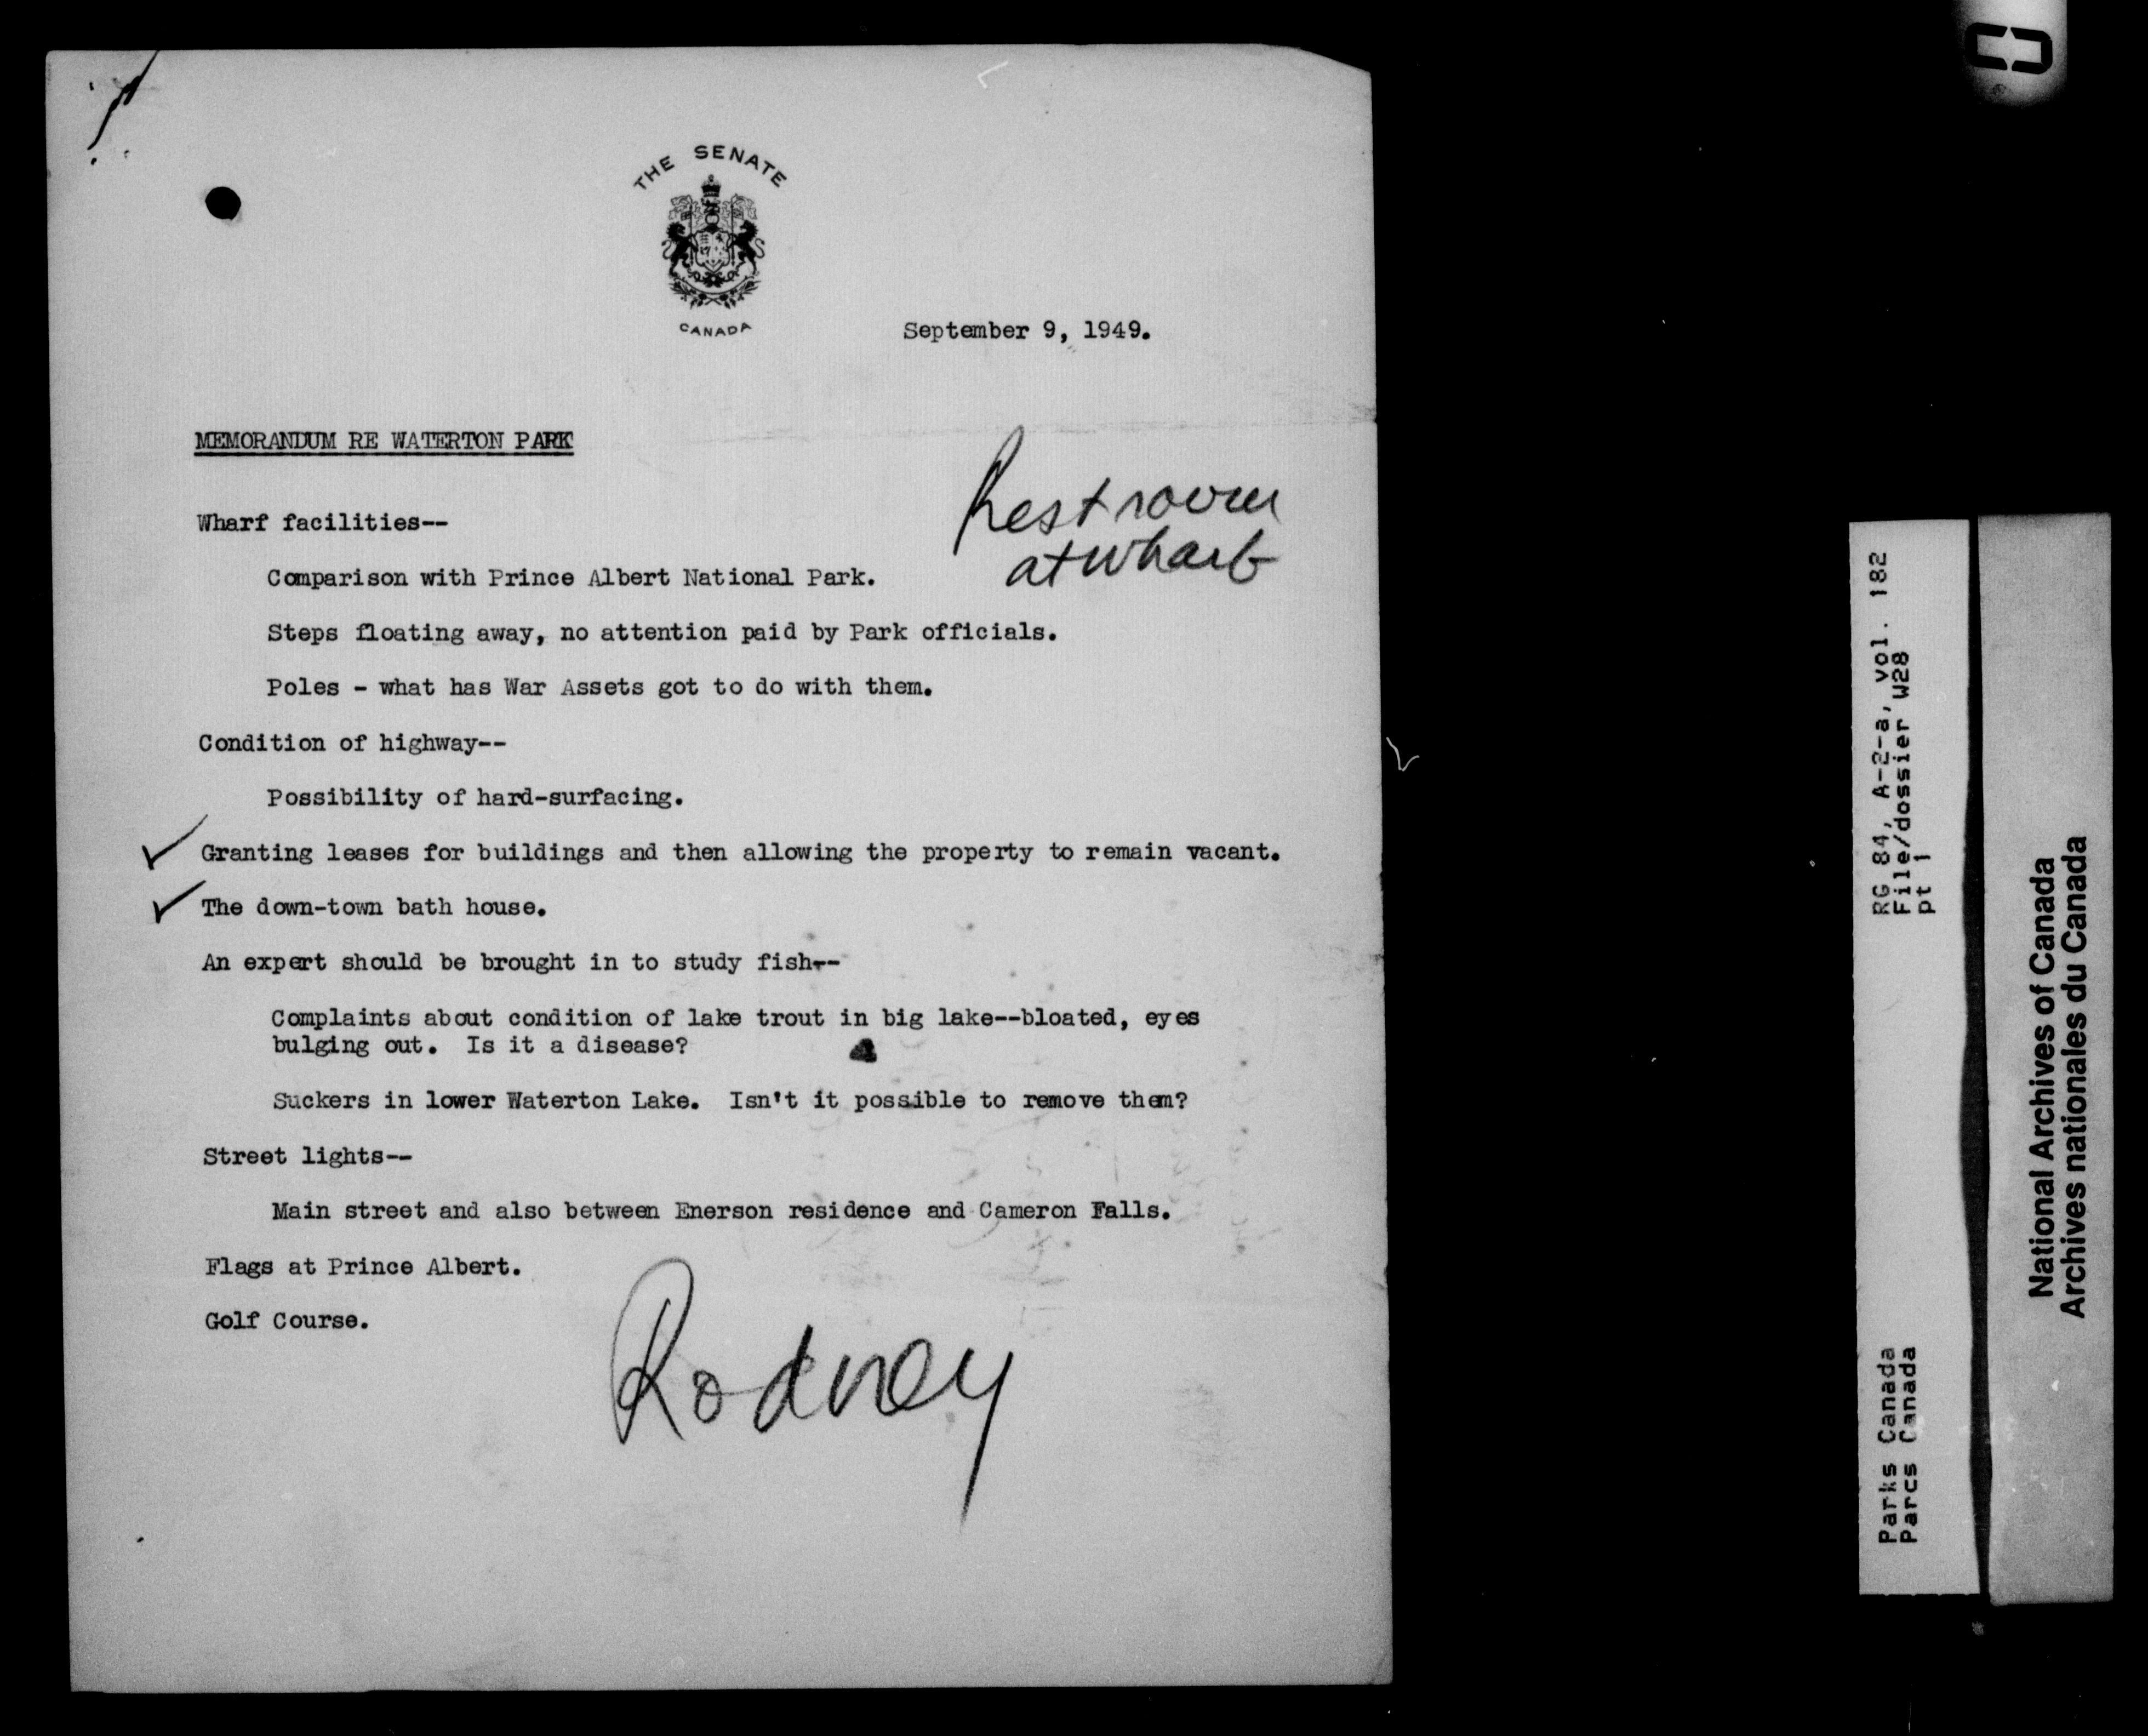 THE SENATE
CANADA
September 9, 1949.
MEMORANDUM RE WATERTON PARK
Rest room
at wharf
Wharf facilities--
Comparison with Prince Albert National Park.
Steps floating away, no attention paid by Park officials.
Poles - what has War Assets got to do with them.
Condition of highway--
Possibility of hard-surfacing.
Granting leases for buildings and then allowing the property to remain vacant.
The down-town bath house.
An expert should be brought in to study fish--
Complaints about condition of lake trout in big lake--bloated, eyes
bulging out. Is it a disease?
Suckers in lower Waterton Lake. Isn't it possible to remove them?
Street lights--
Main street and also between Enerson residence and Cameron Falls.
Flags at Prince Albert.
Golf Course.
Rodney
RG 84, A-2-a, vol. 182
File/dossier W28
pt 1
Parks Canada
Parcs Canada
National Archives of Canada
Archives nationales du Canada